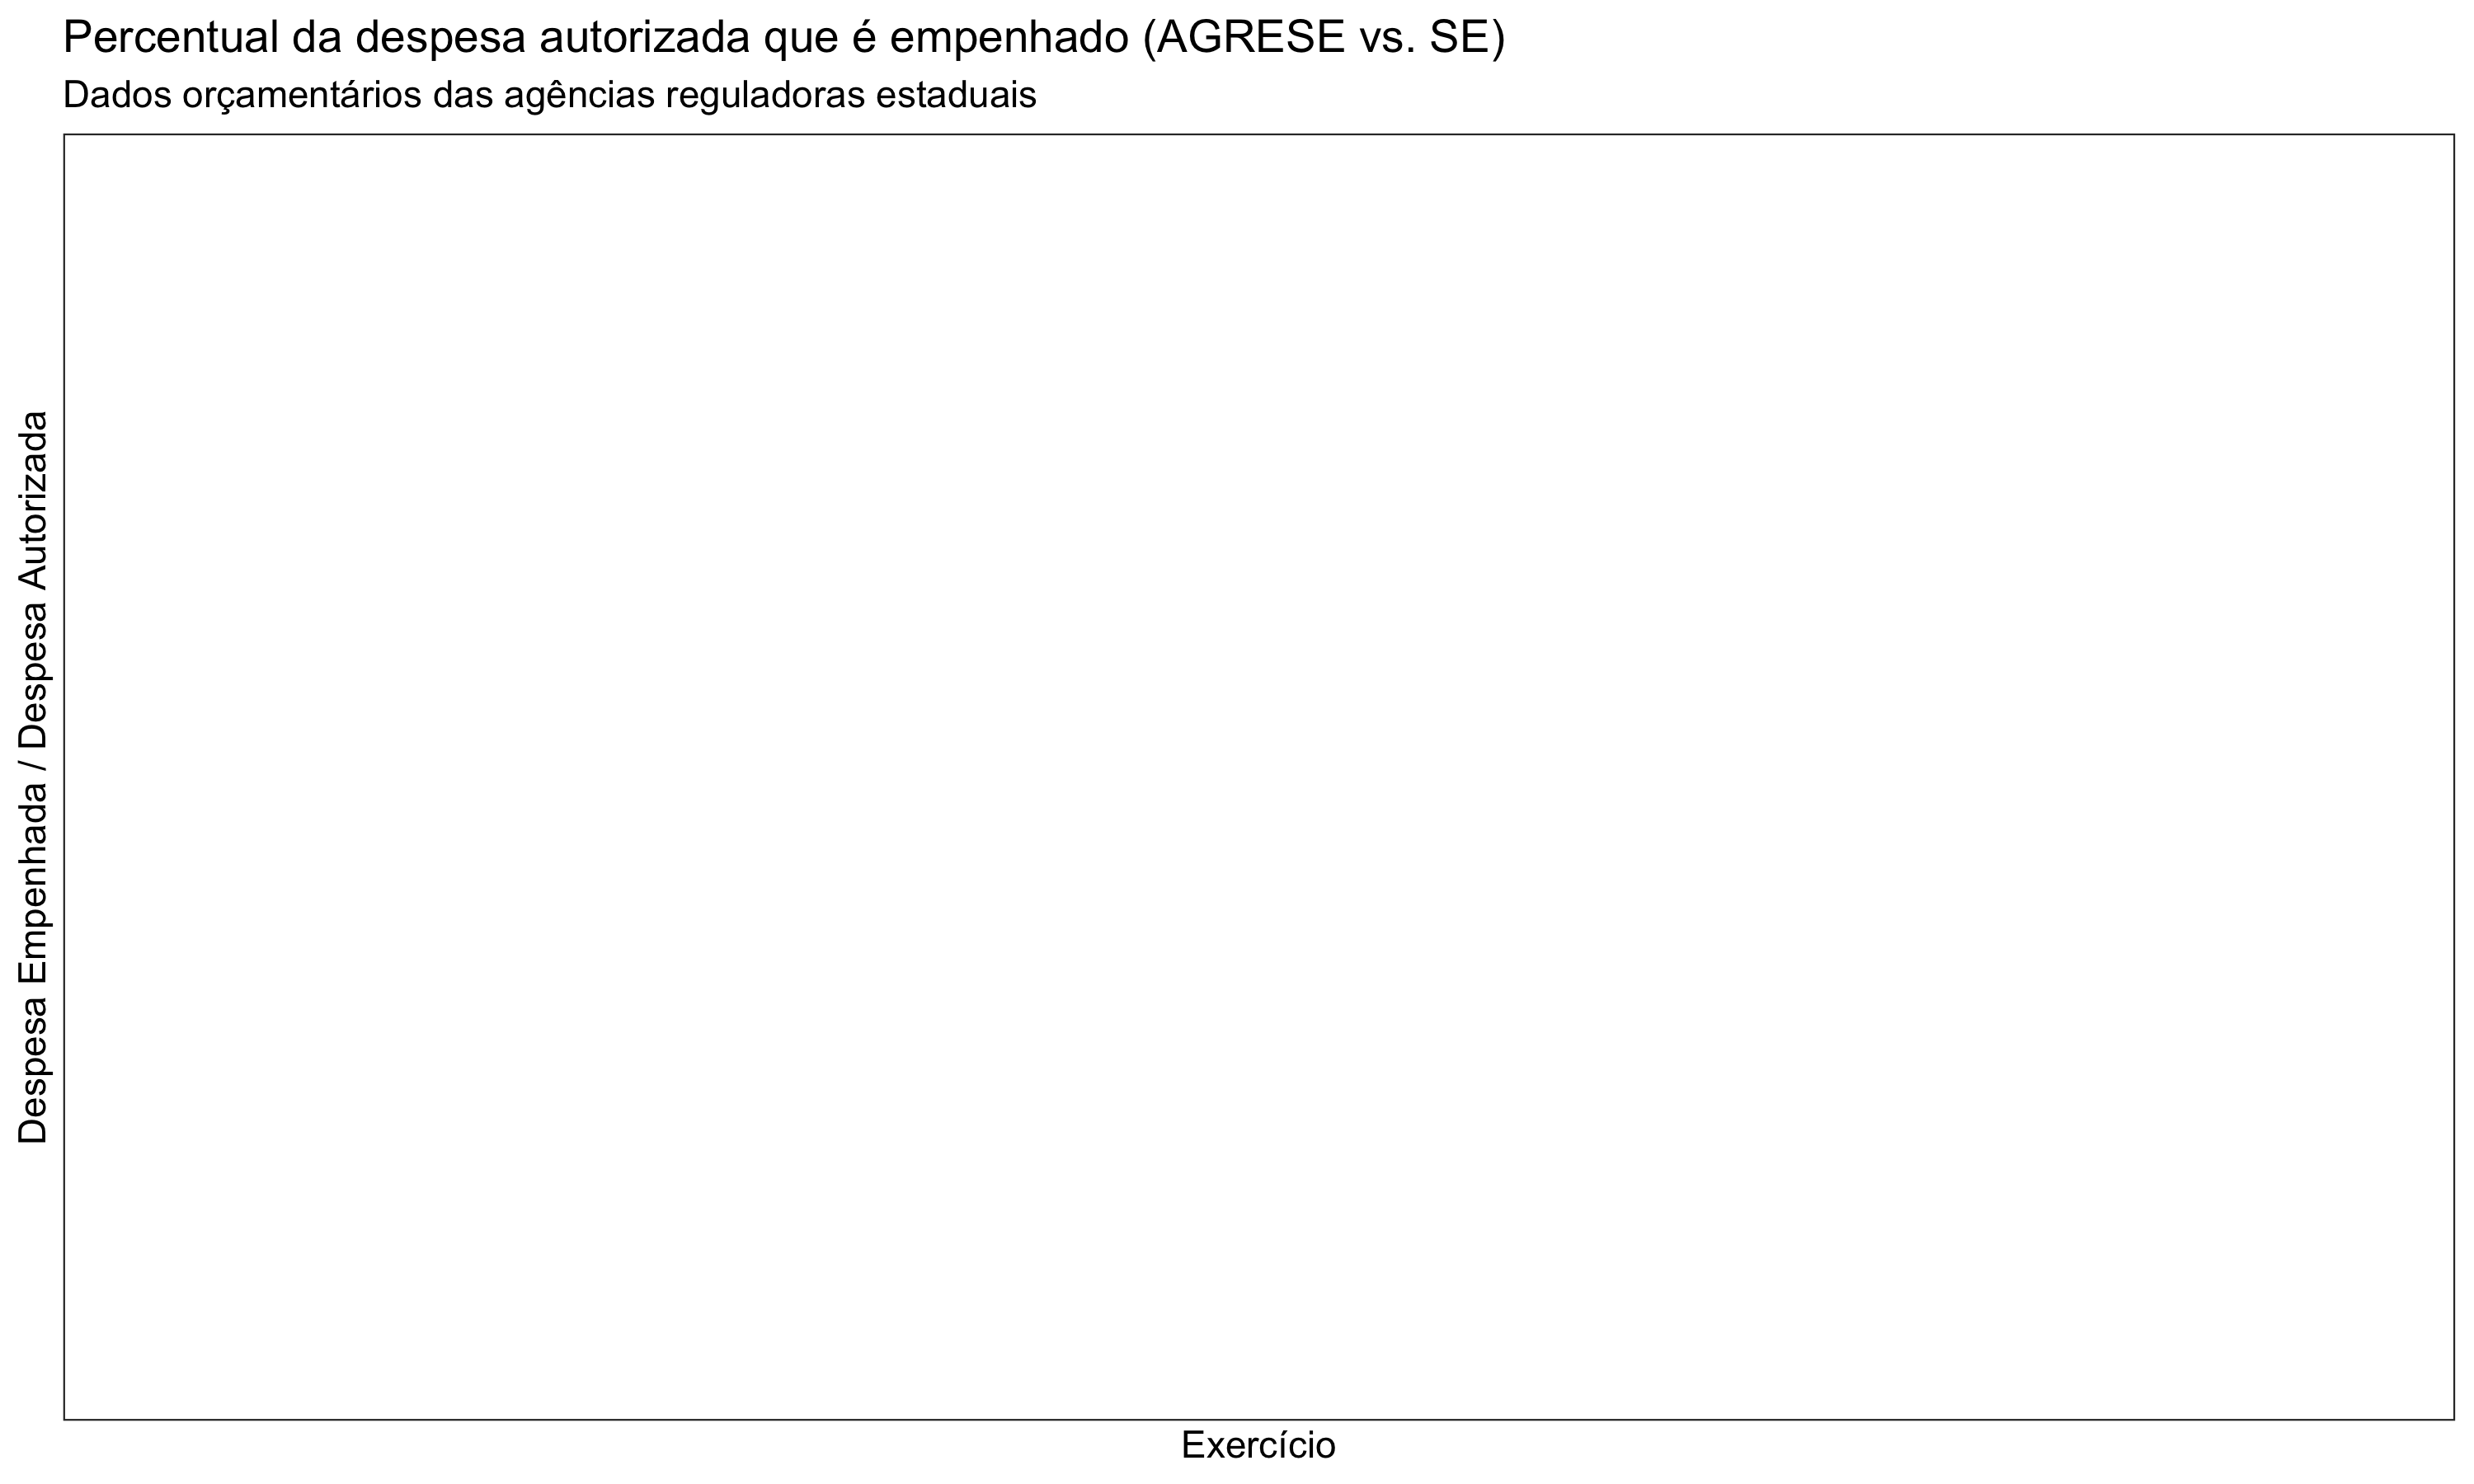 Percentual da despesa autorizada que é empenhado (AGRESE vs. SE)
Dados orçamentários das agências reguladoras estaduais
Despesa Empenhada / Despesa Autorizada
Exercício